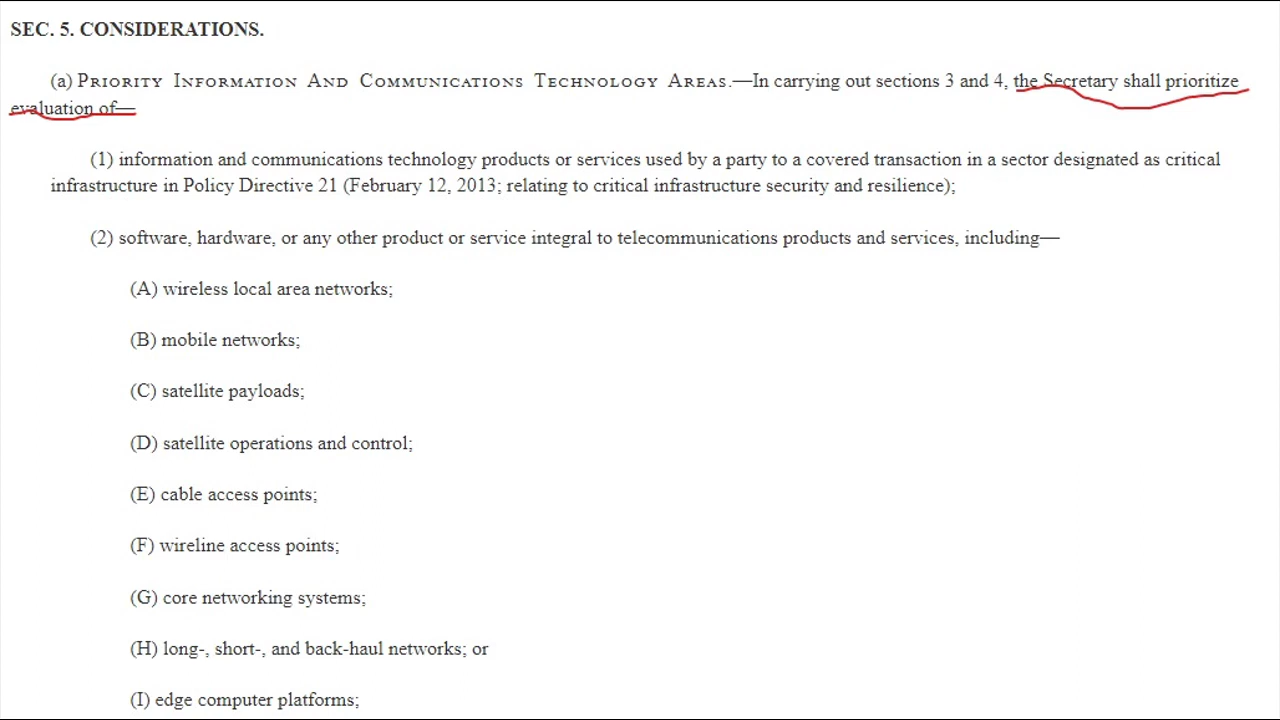 SEC. 5. CONSIDERATIONS.
(a) PRIORITY INFORMATION AND COMMUNICATIONS TECHNOLOGY AREAS.—In carrying out sections 3 and 4, the Secretary shall prioritize
evaluation of—
(1) information and communications technology products or services used by a party to a covered transaction in a sector designated as critical
infrastructure in Policy Directive 21 (February 12, 2013; relating to critical infrastructure security and resilience);
(2) software, hardware, or any other product or service integral to telecommunications products and services, including—
(A) wireless local area networks;
(B) mobile networks;
(C) satellite payloads;
(D) satellite operations and control;
(E) cable access points;
(F) wireline access points;
(G) core networking systems;
(H) long-, short-, and back-haul networks; or
(I) edge computer platforms;